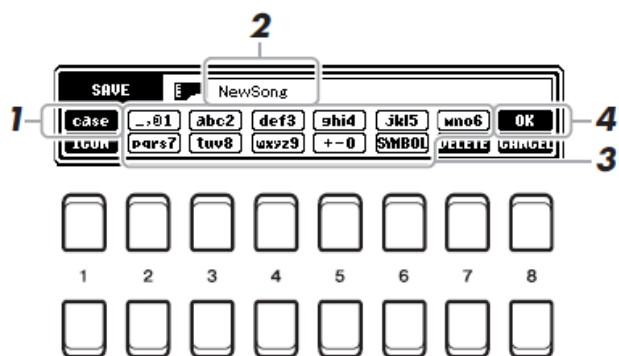 2
SAVE NewSong
1 case _,@1 abc2 def3 ghi4 jkl5 mno6 OK 4
ICON pqrs7 tuv8 wxyz9 +-0 SYMBOL DELETE CANCEL 3
1 2 3 4 5 6 7 8